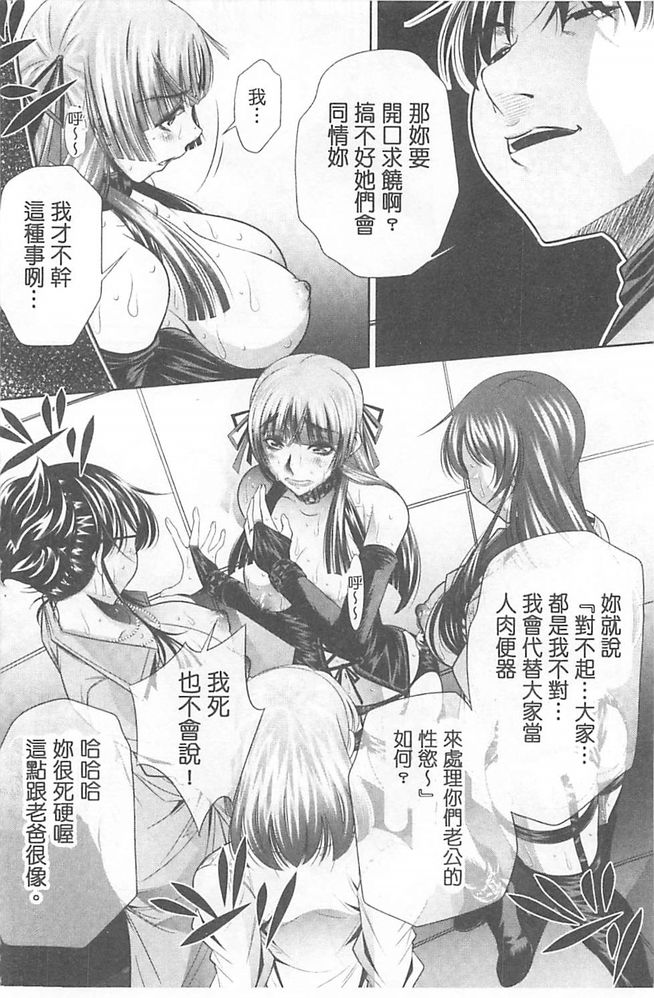 那妳要
開口求饒啊？
搞不好她們會
同情妳
我…
呼～～
我才不幹
這種事咧…
妳就說
『對不起…大家…
都是我不對…
我會代替大家當
人肉便器
來處理你們老公的
性慾～』
如何？
呼～～
我死
也不會說！
哈哈哈
妳很死硬喔
這點跟老爸很像。